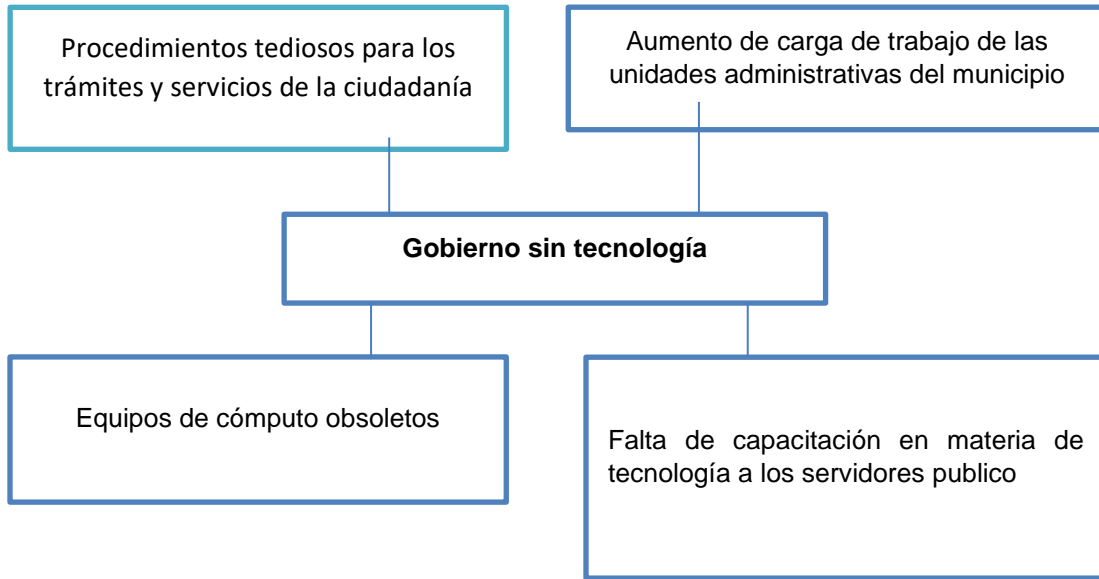 Procedimientos tediosos para los
trámites y servicios de la ciudadanía
Aumento de carga de trabajo de las
unidades administrativas del municipio
Gobierno sin tecnología
Equipos de cómputo obsoletos
Falta de capacitación en materia de
tecnología a los servidores publico